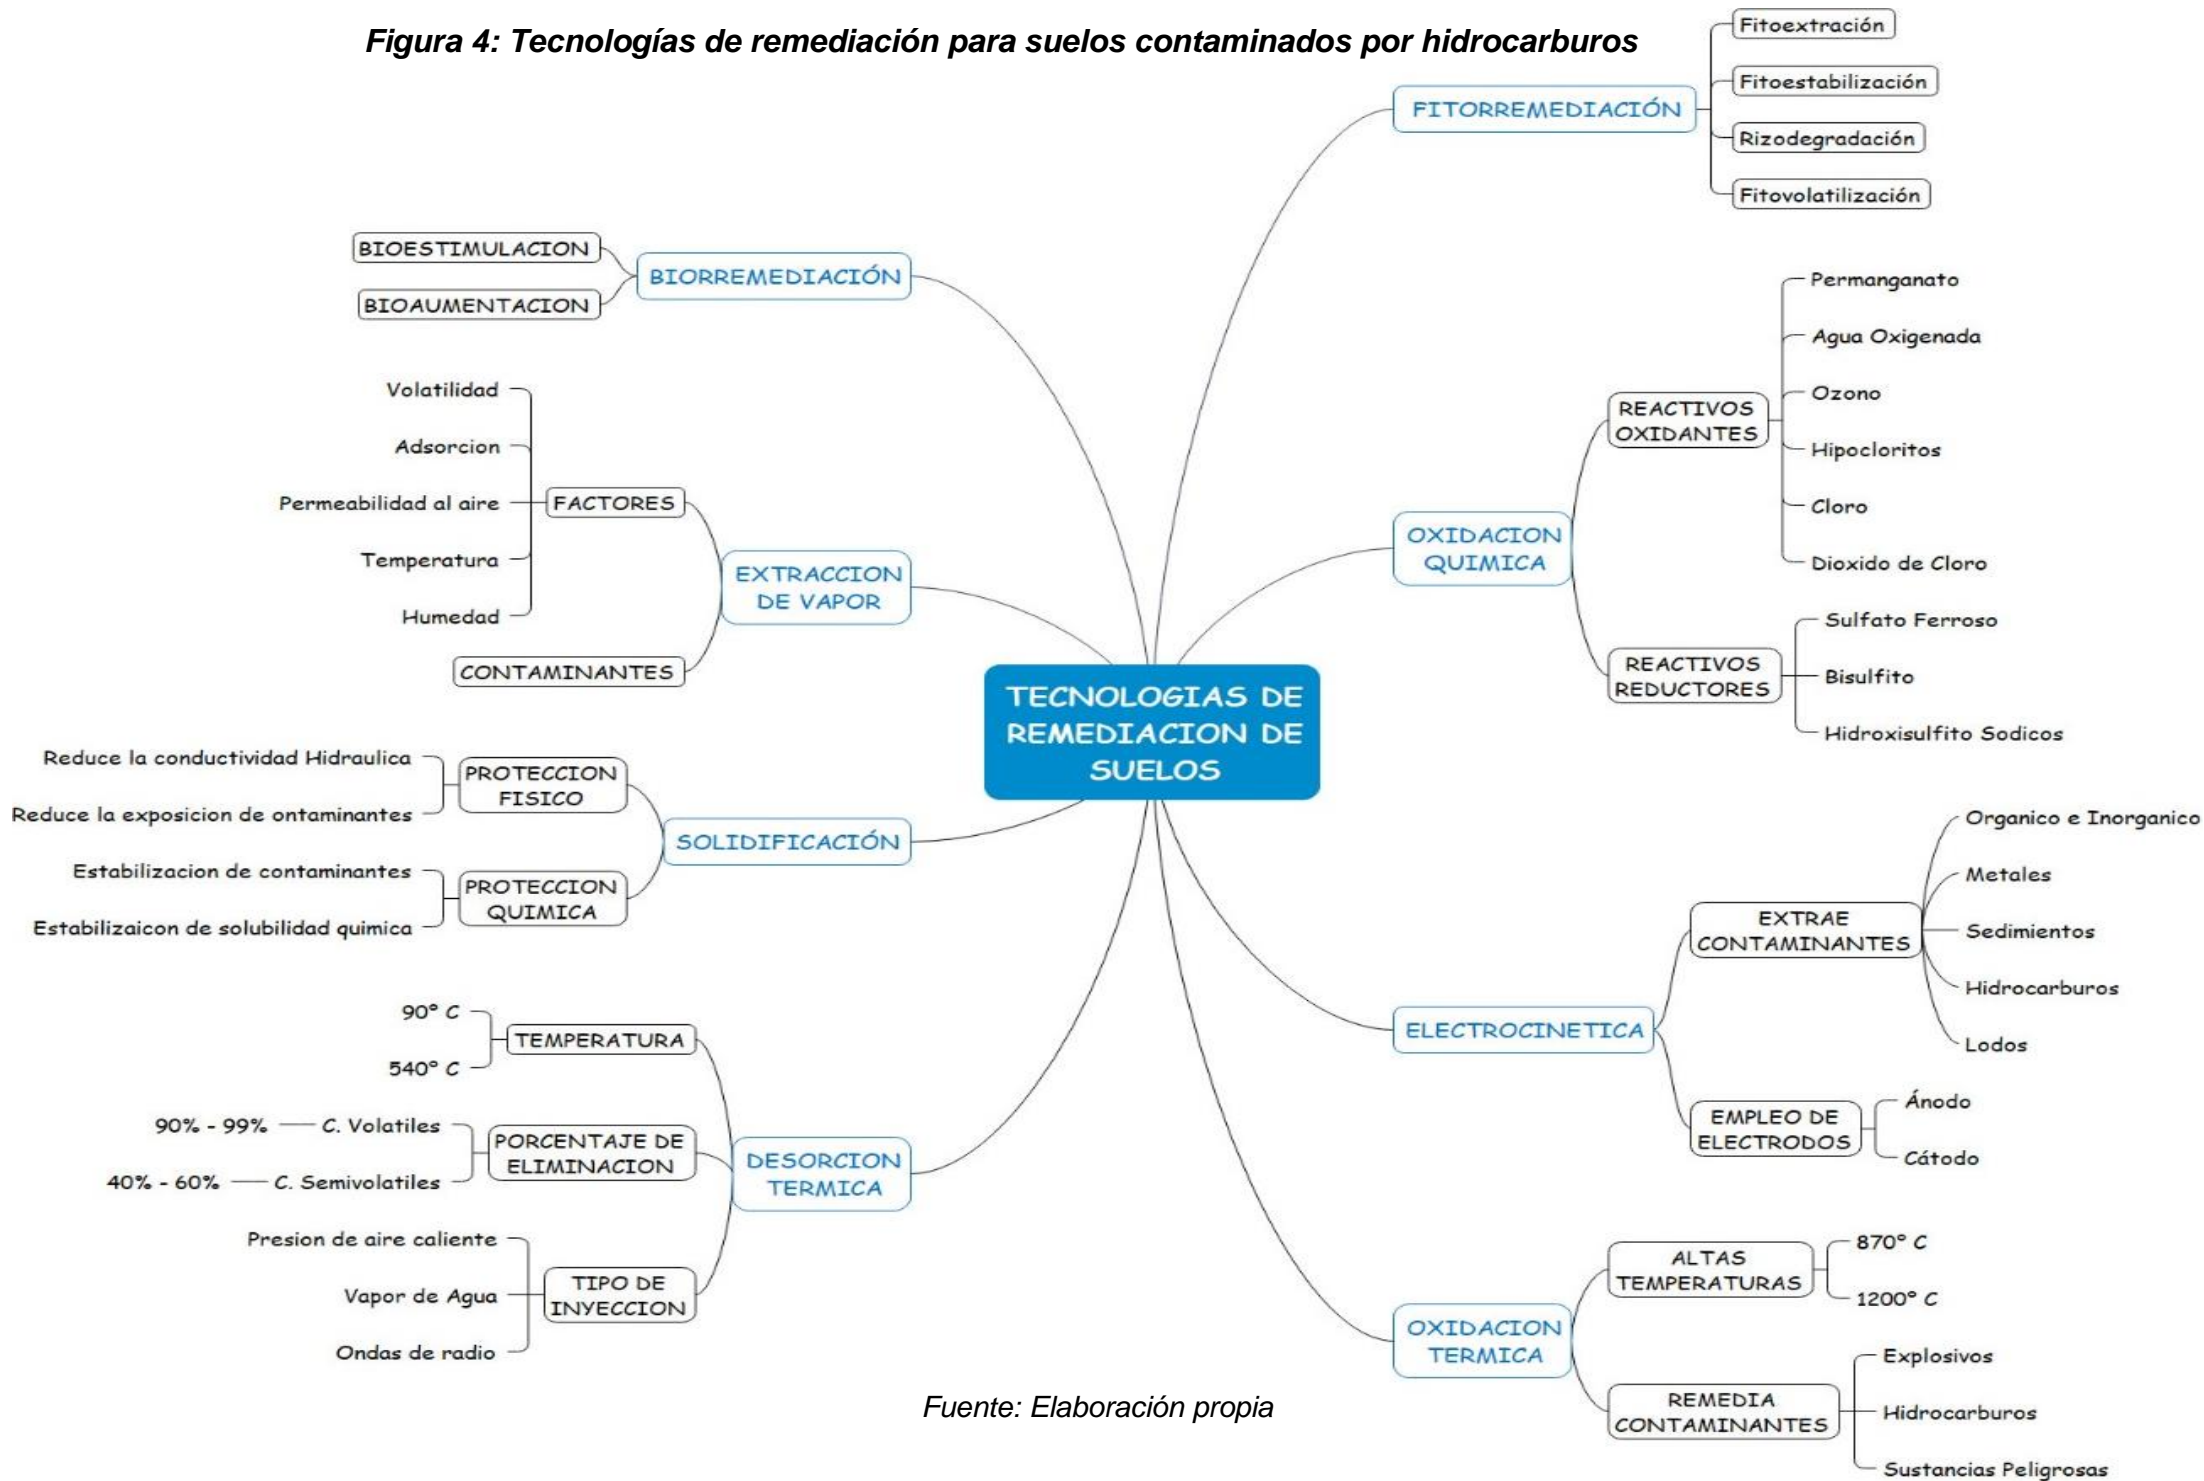 Figura 4: Tecnologías de remediación para suelos contaminados por hidrocarburos
TECNOLOGIAS DE
REMEDIACION DE
SUELOS
FITORREMEDIACIÓN
Fitoextración
Fitoestabilización
Rizodegradación
Fitovolatilización
OXIDACION
QUIMICA
REACTIVOS
OXIDANTES
Permanganato
Agua Oxigenada
Ozono
Hipocloritos
Cloro
Dioxido de Cloro
REACTIVOS
REDUCTORES
Sulfato Ferroso
Bisulfito
Hidroxisulfito Sodicos
ELECTROCINETICA
EXTRAE
CONTAMINANTES
Organico e Inorganico
Metales
Sedimientos
Hidrocarburos
Lodos
EMPLEO DE
ELECTRODOS
Ánodo
Cátodo
OXIDACION
TERMICA
ALTAS
TEMPERATURAS
870° C
1200° C
REMEDIA
CONTAMINANTES
Explosivos
Hidrocarburos
Sustancias Peligrosas
BIORREMEDIACIÓN
BIOESTIMULACION
BIOAUMENTACION
EXTRACCION
DE VAPOR
FACTORES
Volatilidad
Adsorcion
Permeabilidad al aire
Temperatura
Humedad
CONTAMINANTES
SOLIDIFICACIÓN
PROTECCION
FISICO
Reduce la conductividad Hidraulica
Reduce la exposicion de ontaminantes
PROTECCION
QUIMICA
Estabilizacion de contaminantes
Estabilizaicon de solubilidad quimica
DESORCION
TERMICA
TEMPERATURA
90° C
540° C
PORCENTAJE DE
ELIMINACION
C. Volatiles
90% - 99%
C. Semivolatiles
40% - 60%
TIPO DE
INYECCION
Presion de aire caliente
Vapor de Agua
Ondas de radio
Fuente: Elaboración propia